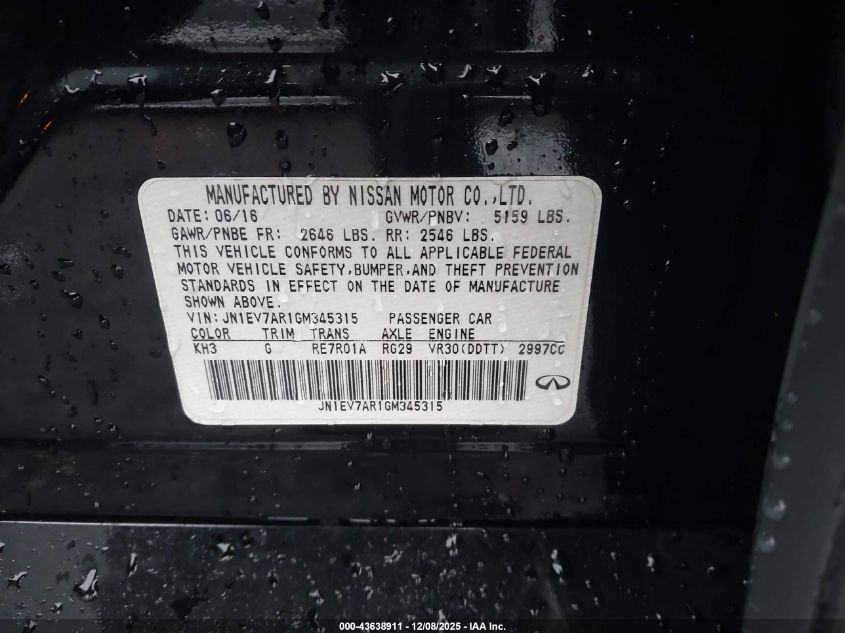 MANUFACTURED BY NISSAN MOTOR CO.,LTD.
DATE: 06/16 GVWR/PNBV: 5159 LBS.
GAWR/PNBE FR: 2646 LBS. RR: 2546 LBS.
THIS VEHICLE CONFORMS TO ALL APPLICABLE FEDERAL
MOTOR VEHICLE SAFETY,BUMPER,AND THEFT PREVENTION
STANDARDS IN EFFECT ON THE DATE OF MANUFACTURE
SHOWN ABOVE.
VIN: JN1EV7AR1GM345315 PASSENGER CAR
COLOR TRIM TRANS AXLE ENGINE
KH3 G RE7R01A RG29 VR30(DDTT) 2997CC
JN1EV7AR1GM345315
000-43638911 - 12/08/2025 - IAA Inc.